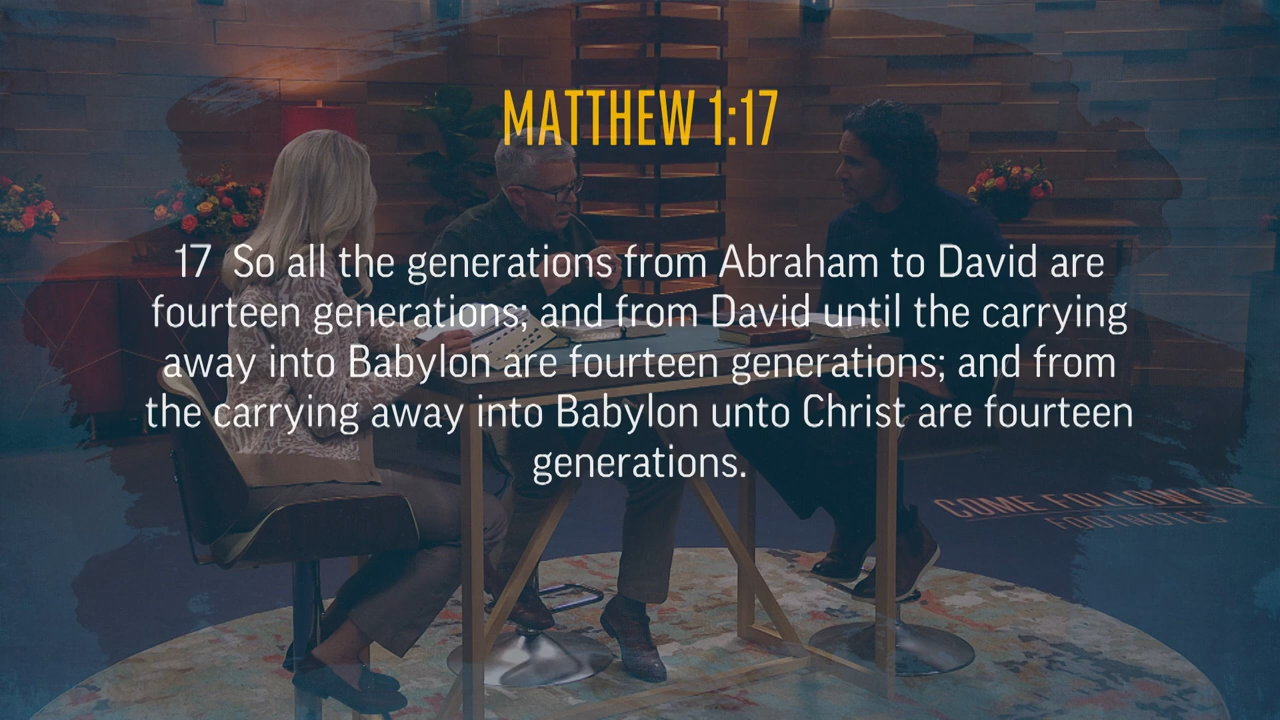 MATTHEW 1:17
17 So all the generations from Abraham to David are
fourteen generations; and from David until the carrying
away into Babylon are fourteen generations; and from
the carrying away into Babylon unto Christ are fourteen
generations.
COME FOLLOW UP
FOOTNOTES